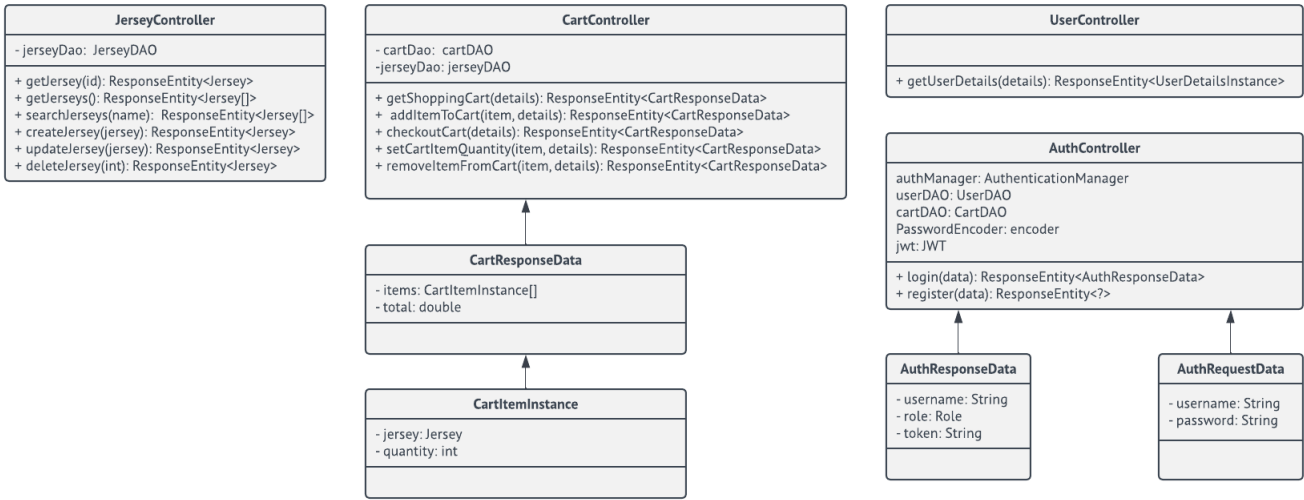 JerseyController
- jerseyDao:  JerseyDAO
+ getJersey(id): ResponseEntity<Jersey>
+ getJerseys(): ResponseEntity<Jersey[]>
+ searchJerseys(name):  ResponseEntity<Jersey[]>
+ createJersey(jersey): ResponseEntity<Jersey>
+ updateJersey(jersey): ResponseEntity<Jersey>
+ deleteJersey(int): ResponseEntity<Jersey>
CartController
- cartDao:  cartDAO
-jerseyDao: jerseyDAO
+ getShoppingCart(details): ResponseEntity<CartResponseData>
+  addItemToCart(item, details): ResponseEntity<CartResponseData>
+ checkoutCart(details): ResponseEntity<CartResponseData>
+ setCartItemQuantity(item, details): ResponseEntity<CartResponseData>
+ removeItemFromCart(item, details): ResponseEntity<CartResponseData>
CartResponseData
- items: CartItemInstance[]
- total: double
CartItemInstance
- jersey: Jersey
- quantity: int
UserController
+ getUserDetails(details): ResponseEntity<UserDetailsInstance>
AuthController
authManager: AuthenticationManager
userDAO: UserDAO
cartDAO: CartDAO
PasswordEncoder: encoder
jwt: JWT
+ login(data): ResponseEntity<AuthResponseData>
+ register(data): ResponseEntity<?>
AuthResponseData
- username: String
- role: Role
- token: String
AuthRequestData
- username: String
- password: String